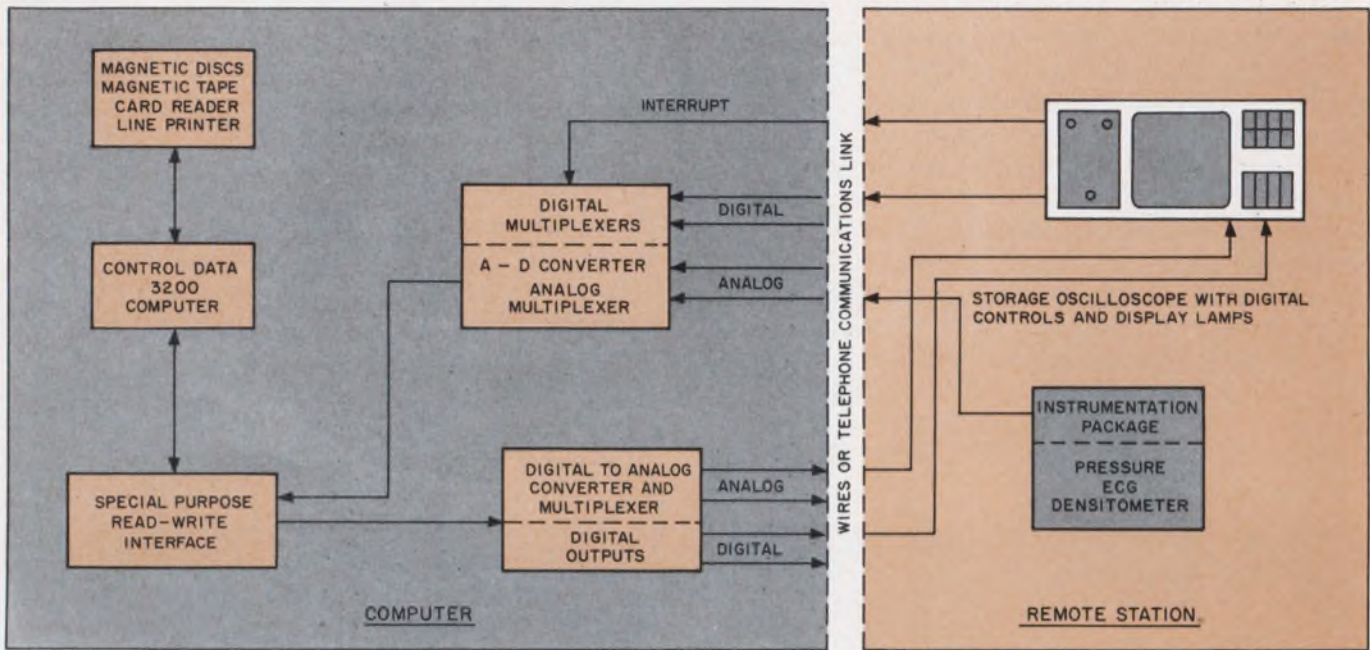 MAGNETIC DISCS
MAGNETIC TAPE
CARD READER
LINE PRINTER
CONTROL DATA
3200
COMPUTER
SPECIAL PURPOSE
READ-WRITE
INTERFACE
INTERRUPT
DIGITAL
MULTIPLEXERS
A - D CONVERTER
ANALOG
MULTIPLEXER
DIGITAL
ANALOG
DIGITAL TO ANALOG
CONVERTER AND
MULTIPLEXER
DIGITAL
OUTPUTS
ANALOG
DIGITAL
COMPUTER
WIRES OR TELEPHONE COMMUNICATIONS LINK
STORAGE OSCILLOSCOPE WITH DIGITAL
CONTROLS AND DISPLAY LAMPS
INSTRUMENTATION
PACKAGE
PRESSURE
ECG
DENSITOMETER
REMOTE STATION